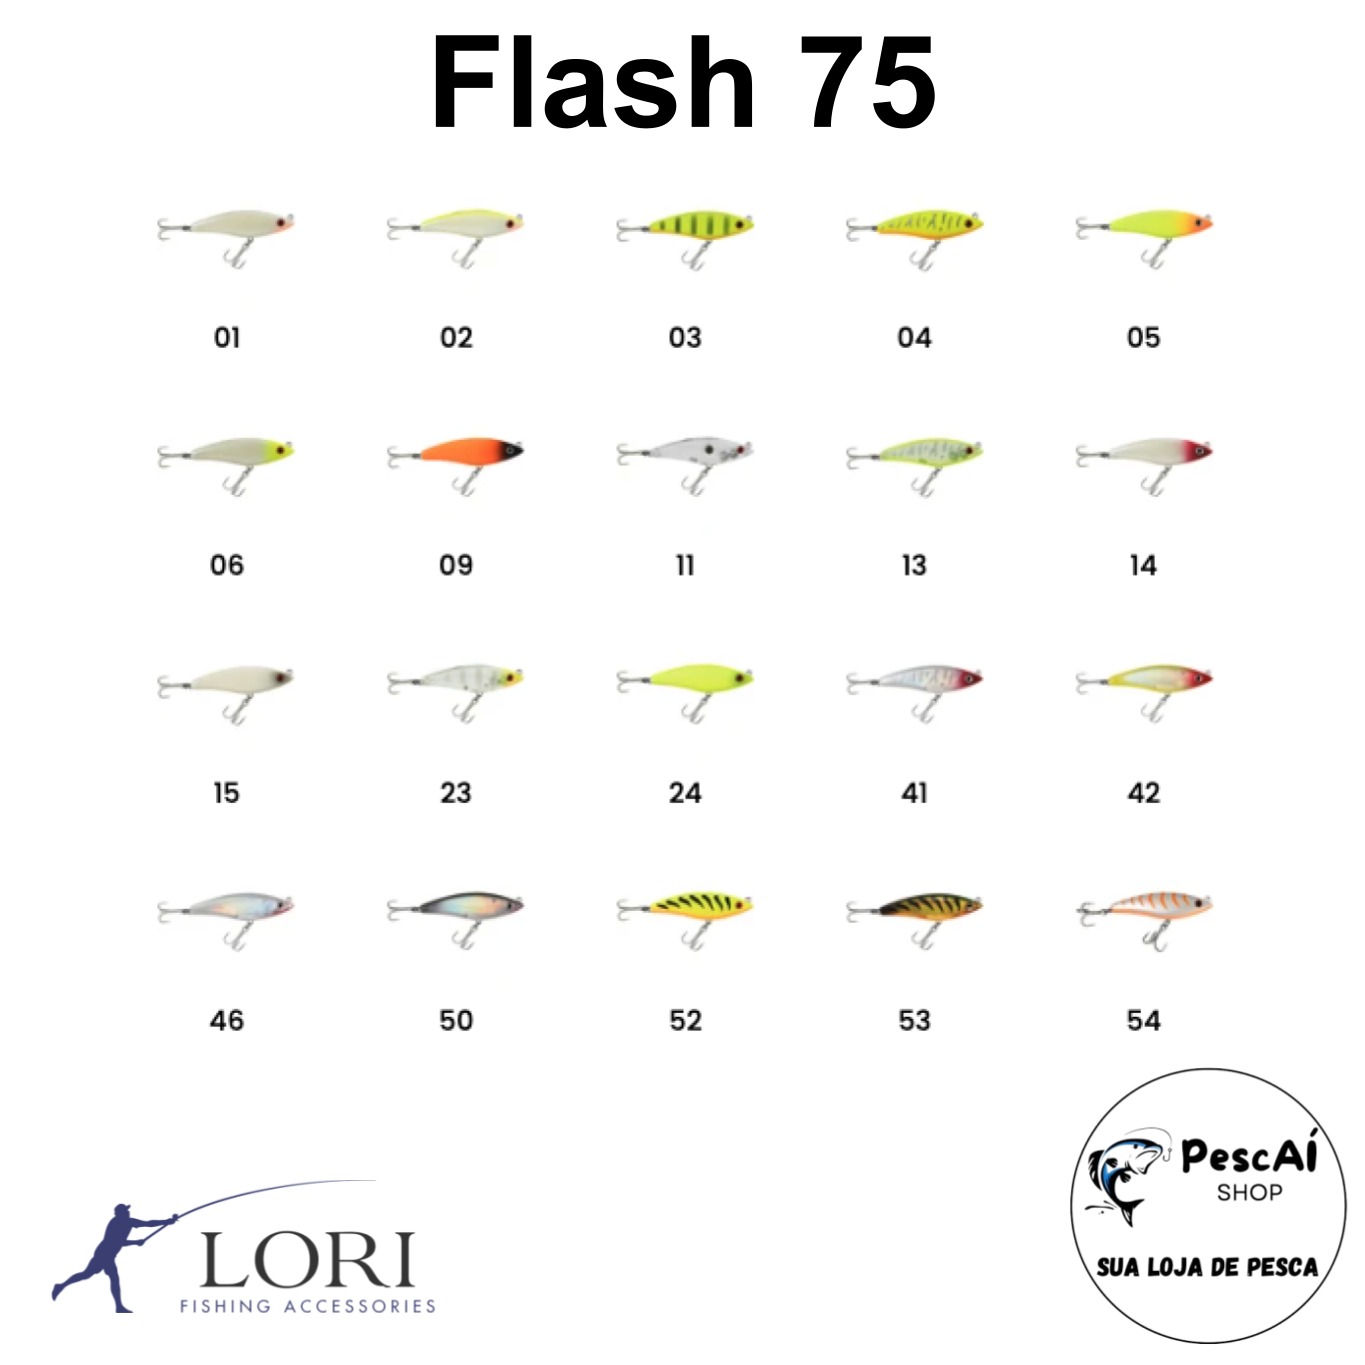 Flash 75
01 02 03 04 05
06 09 11 13 14
15 23 24 41 42
46 50 52 53 54
LORI
FISHING ACCESSORIES
PescAÍ
SHOP
SUA LOJA DE PESCA